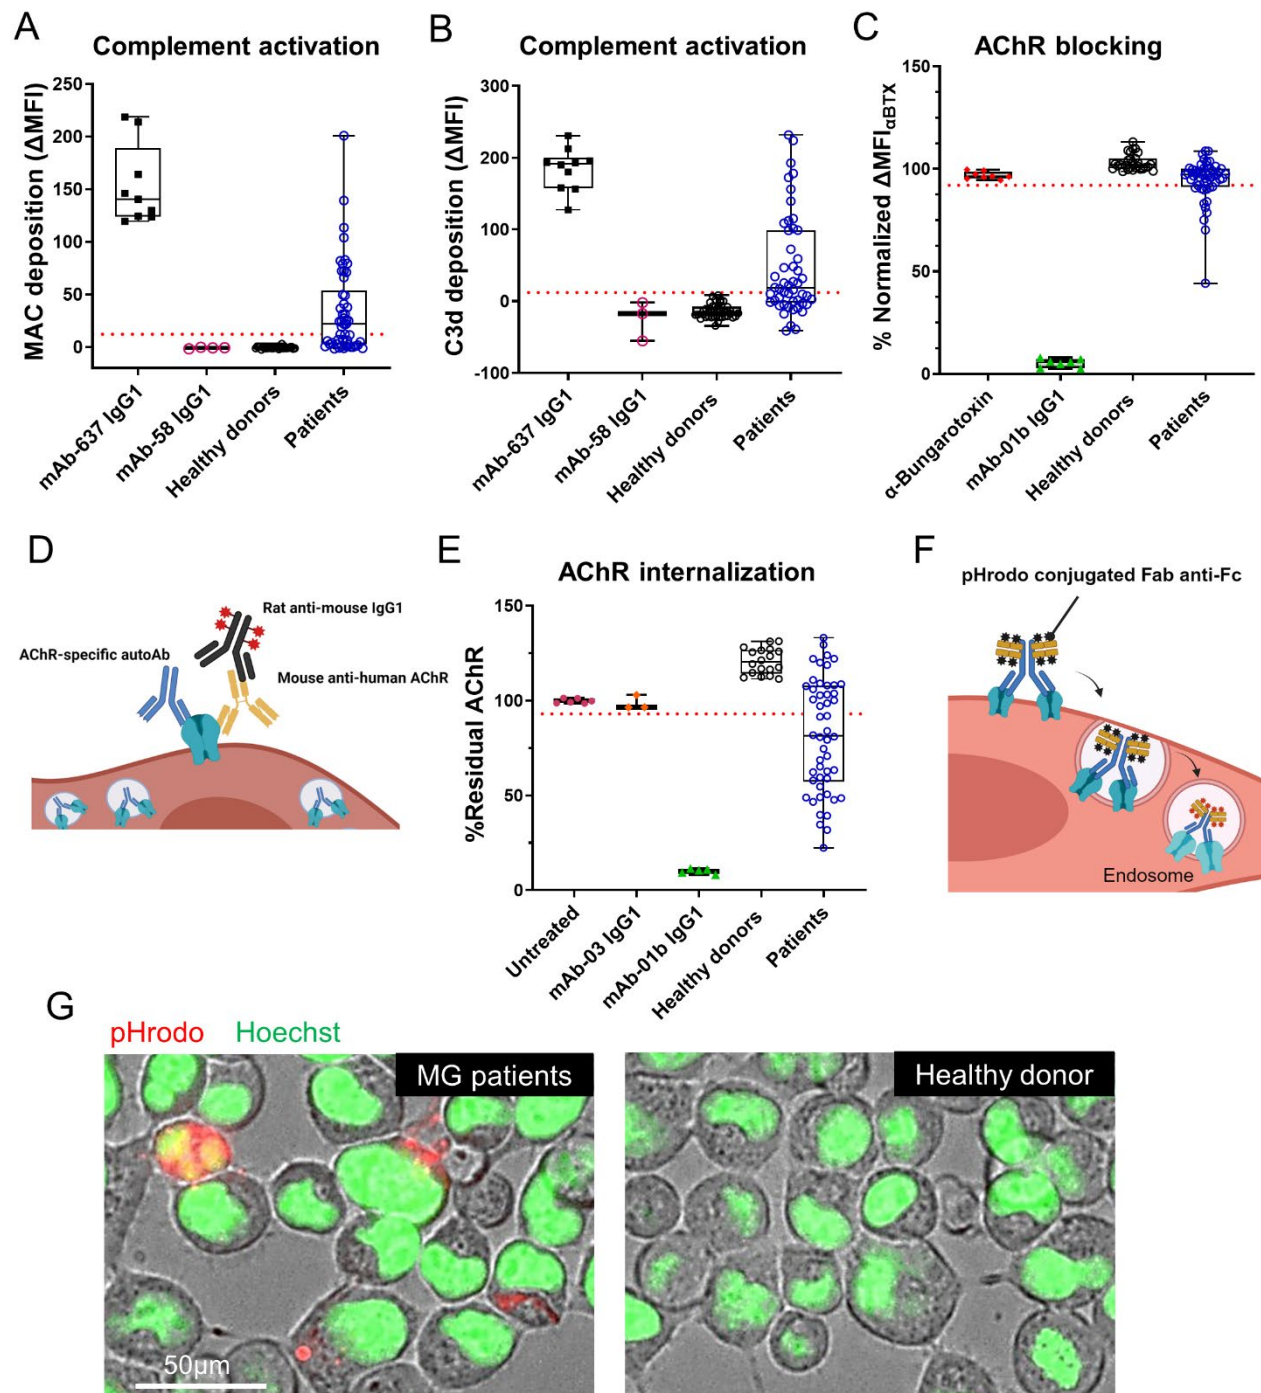 A
Complement activation
MAC deposition (ΔMFI)
250
200
150
100
50
0
mAb-637 IgG1
mAb-58 IgG1
Healthy donors
Patients
B
Complement activation
C3d deposition (ΔMFI)
300
200
100
0
-100
mAb-637 IgG1
mAb-58 IgG1
Healthy donors
Patients
C
AChR blocking
% Normalized ΔMFIαBTX
150
100
50
0
α-Bungarotoxin
mAb-01b IgG1
Healthy donors
Patients
D
Rat anti-mouse IgG1
AChR-specific autoAb
Mouse anti-human AChR
E
AChR internalization
%Residual AChR
150
100
50
0
Untreated
mAb-03 IgG1
mAb-01b IgG1
Healthy donors
Patients
F
pHrodo conjugated Fab anti-Fc
Endosome
G
pHrodo Hoechst
MG patients
50µm
Healthy donor